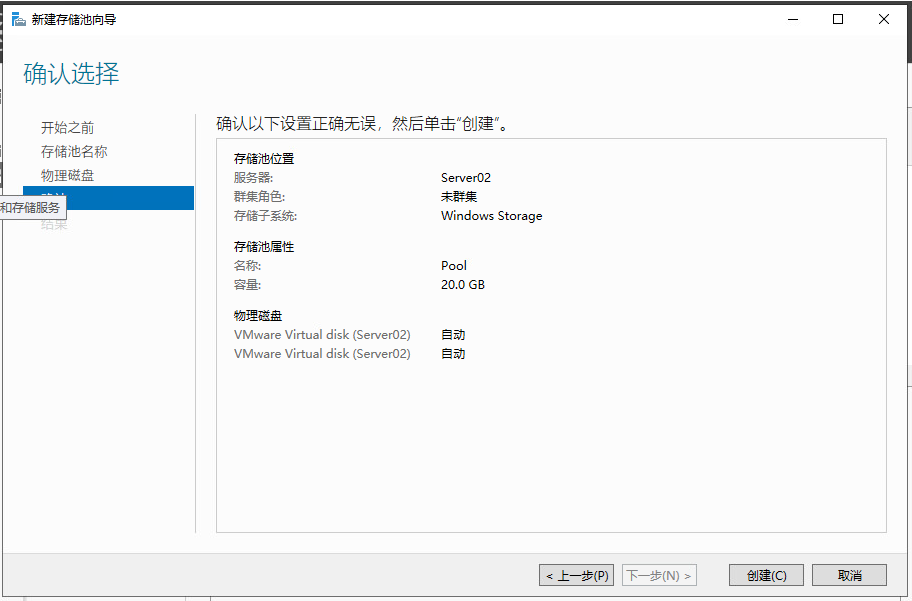 新建存储池向导
确认选择
确认以下设置正确无误，然后单击“创建”。
开始之前
存储池名称
物理磁盘
和存储服务
结果
存储池位置
服务器: Server02
群集角色: 未群集
存储子系统: Windows Storage
存储池属性
名称: Pool
容量: 20.0 GB
物理磁盘
VMware Virtual disk (Server02) 自动
VMware Virtual disk (Server02) 自动
< 上一步(P) 下一步(N) > 创建(C) 取消